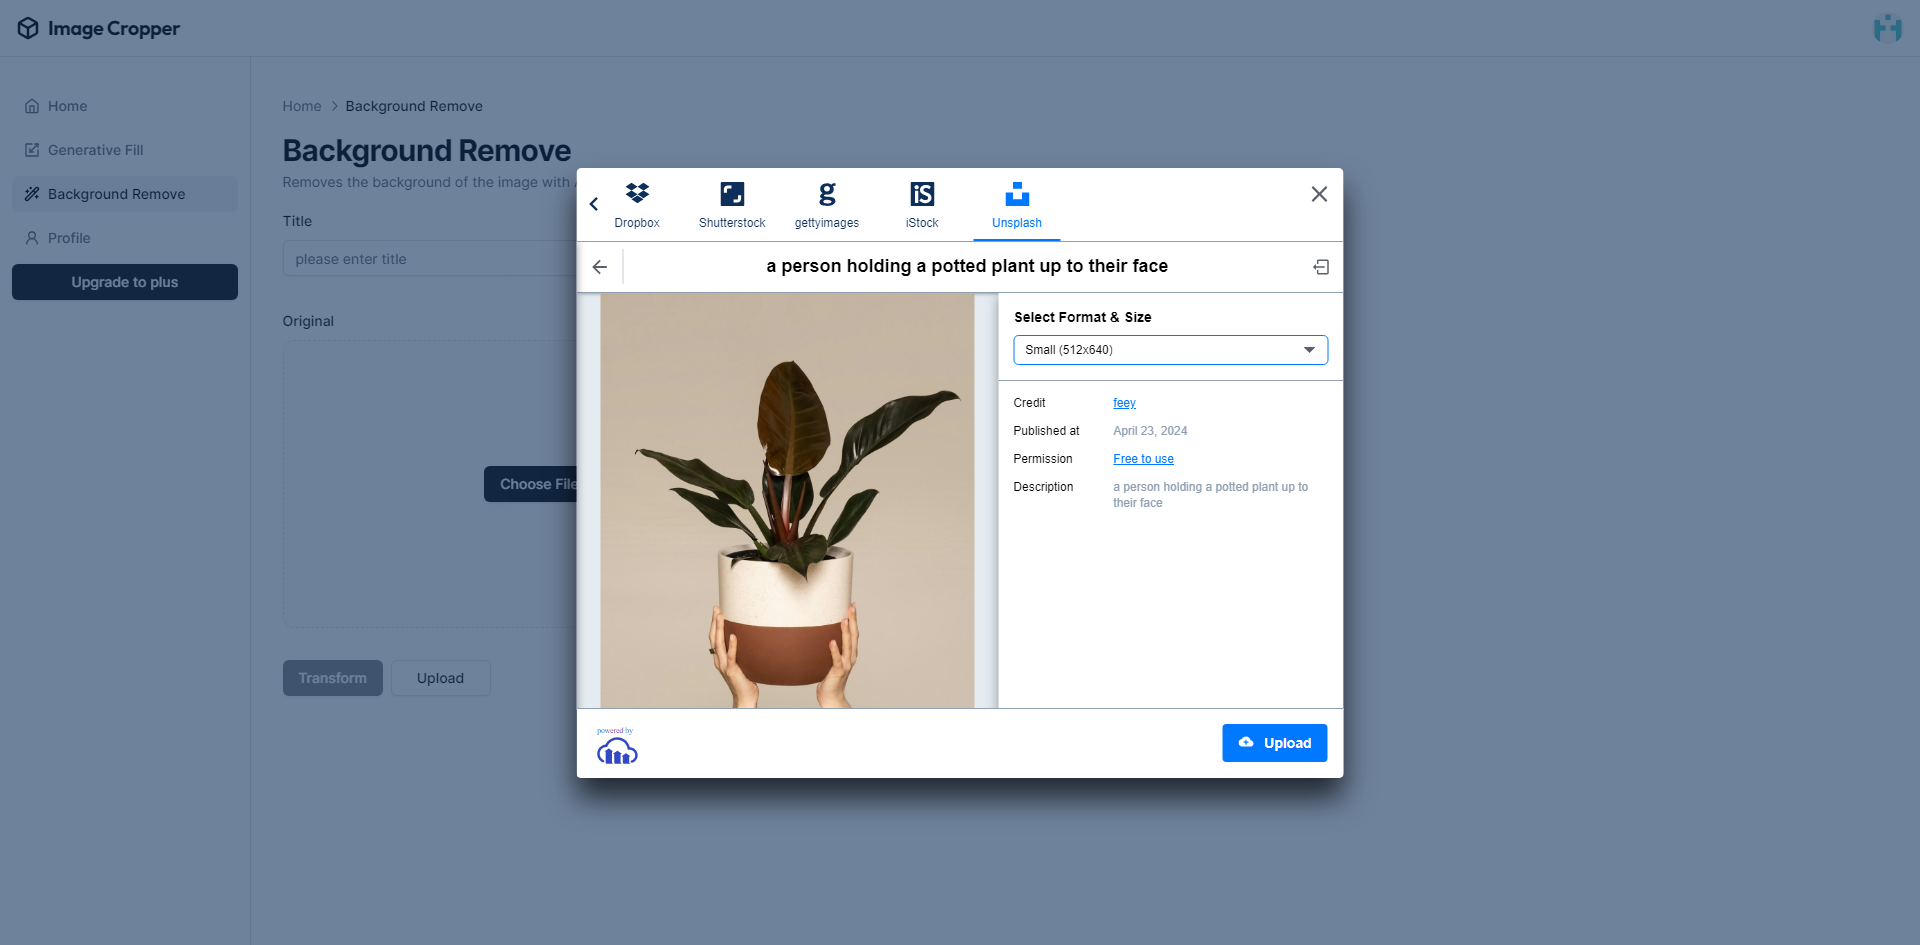 Image Cropper
Home
Generative Fill
Background Remove
Profile
Upgrade to plus
Home > Background Remove
Background Remove
Removes the background of the image with
Title
please enter title
Original
Choose File
Transform
Upload
Dropbox
Shutterstock
gettyimages
iStock
Unsplash
a person holding a potted plant up to their face
Select Format & Size
Small (512x640)
Credit feey
Published at April 23, 2024
Permission Free to use
Description a person holding a potted plant up to
their face
powered by
Upload